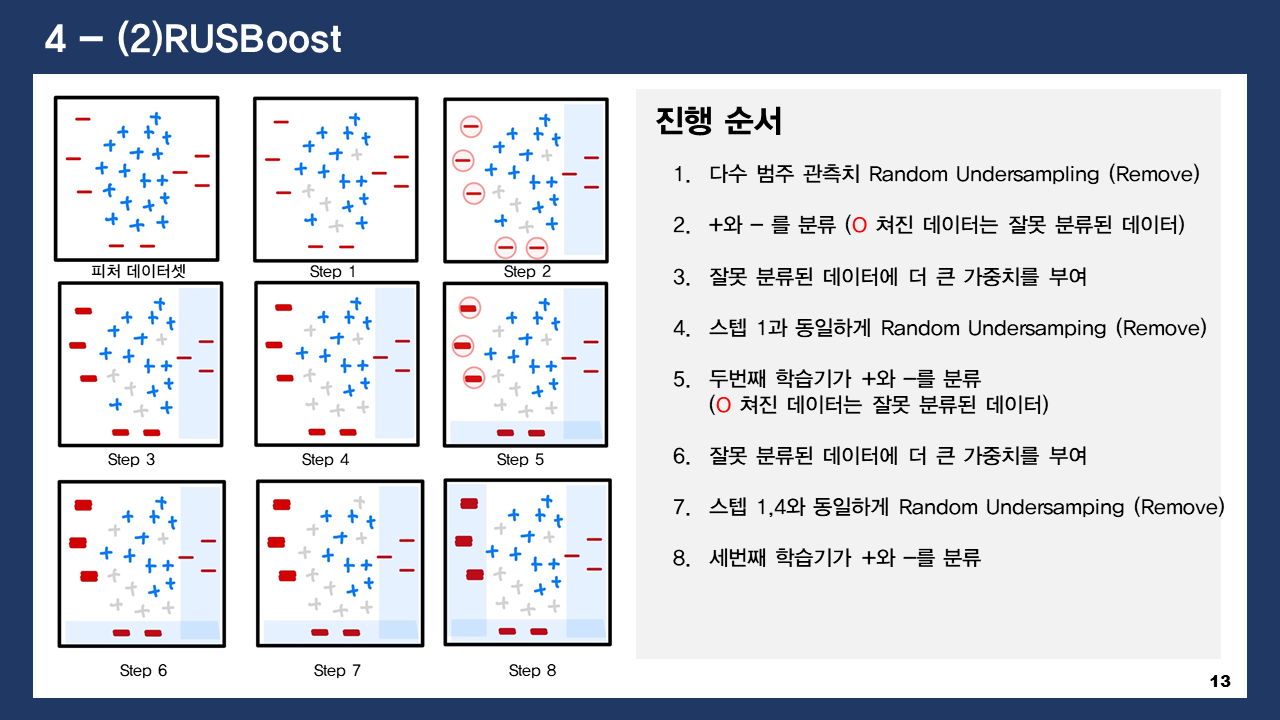 4 – (2)RUSBoost
피처 데이터셋
Step 1
Step 2
Step 3
Step 4
Step 5
Step 6
Step 7
Step 8
진행 순서
1. 다수 범주 관측치 Random Undersampling (Remove)
2. +와 – 를 분류 (O 쳐진 데이터는 잘못 분류된 데이터)
3. 잘못 분류된 데이터에 더 큰 가중치를 부여
4. 스텝 1과 동일하게 Random Undersamping (Remove)
5. 두번째 학습기가 +와 –를 분류
(O 쳐진 데이터는 잘못 분류된 데이터)
6. 잘못 분류된 데이터에 더 큰 가중치를 부여
7. 스텝 1,4와 동일하게 Random Undersamping (Remove)
8. 세번째 학습기가 +와 –를 분류
13